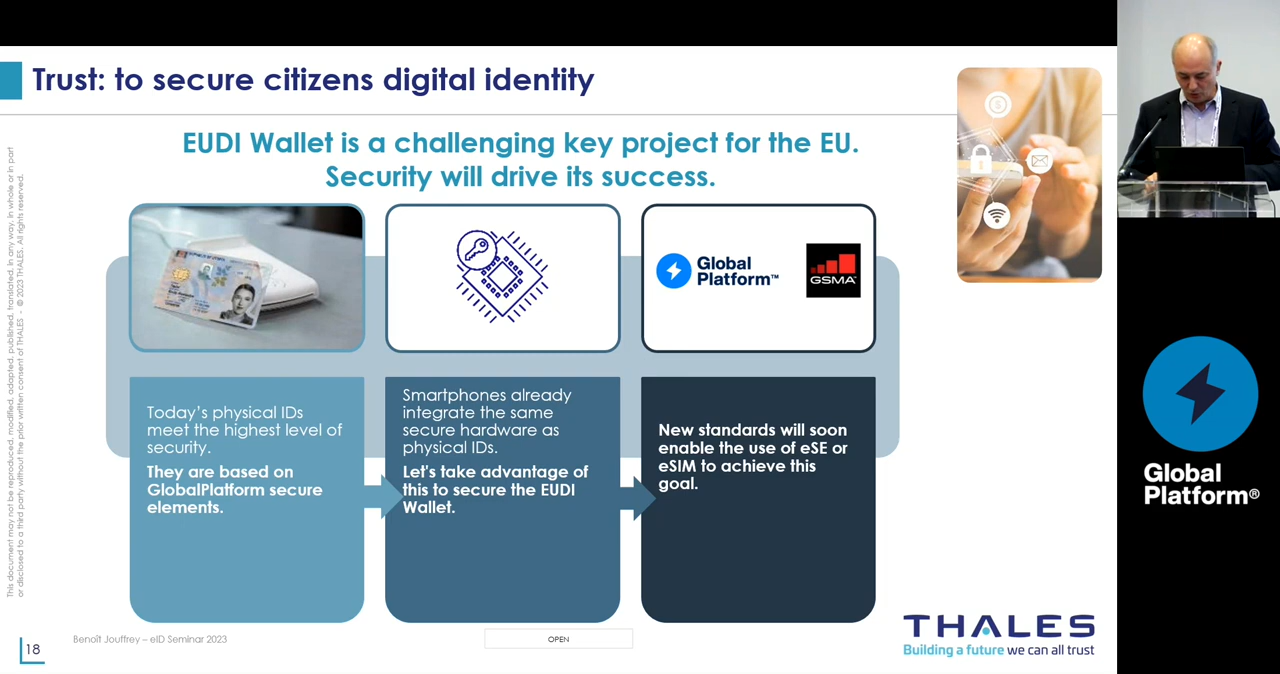 Trust: to secure citizens digital identity
EUDI Wallet is a challenging key project for the EU.
Security will drive its success.
Global
Platform™
GSMA™
Today's physical IDs
meet the highest level of
security.
They are based on
GlobalPlatform secure
elements.
Smartphones already
integrate the same
secure hardware as
physical IDs.
Let's take advantage of
this to secure the EUDI
Wallet.
New standards will soon
enable the use of eSE or
eSIM to achieve this
goal.
This document may not be reproduced, modified, adapted, published, translated, in any way, in whole or in part
or disclosed to a third party without the prior written consent of THALES - © 2023 THALES. All rights reserved.
18
Benoît Jouffrey – eID Seminar 2023
OPEN
THALES
Building a future we can all trust
Global
Platform®